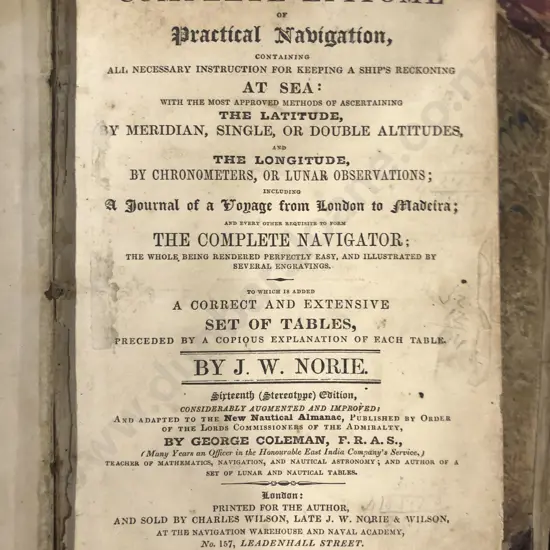 COMPLETE EPITOME
OF
Practical Navigation,
CONTAINING
ALL NECESSARY INSTRUCTION FOR KEEPING A SHIP'S RECKONING
AT SEA:
WITH THE MOST APPROVED METHODS OF ASCERTAINING
THE LATITUDE,
BY MERIDIAN, SINGLE, OR DOUBLE ALTITUDES,
AND
THE LONGITUDE,
BY CHRONOMETERS, OR LUNAR OBSERVATIONS;
INCLUDING
A Journal of a Voyage from London to Madeira;
AND EVERY OTHER REQUISITE TO FORM
THE COMPLETE NAVIGATOR;
THE WHOLE BEING RENDERED PERFECTLY EASY, AND ILLUSTRATED BY
SEVERAL ENGRAVINGS.
TO WHICH IS ADDED
A CORRECT AND EXTENSIVE
SET OF TABLES,
PRECEDED BY A COPIOUS EXPLANATION OF EACH TABLE.
BY J. W. NORIE.
Sixteenth (Stereotype) Edition,
CONSIDERABLY AUGMENTED AND IMPROVED;
AND ADAPTED TO THE New Nautical Almanac, PUBLISHED BY ORDER
OF THE LORDS COMMISSIONERS OF THE ADMIRALTY,
BY GEORGE COLEMAN, F.R.A.S.,
(Many Years an Officer in the Honourable East India Company's Service,)
TEACHER OF MATHEMATICS, NAVIGATION, AND NAUTICAL ASTRONOMY; AND AUTHOR OF A
SET OF LUNAR AND NAUTICAL TABLES.
London:
PRINTED FOR THE AUTHOR,
AND SOLD BY CHARLES WILSON, LATE J. W. NORIE & WILSON,
AT THE NAVIGATION WAREHOUSE AND NAVAL ACADEMY,
No. 157, LEADENHALL STREET.